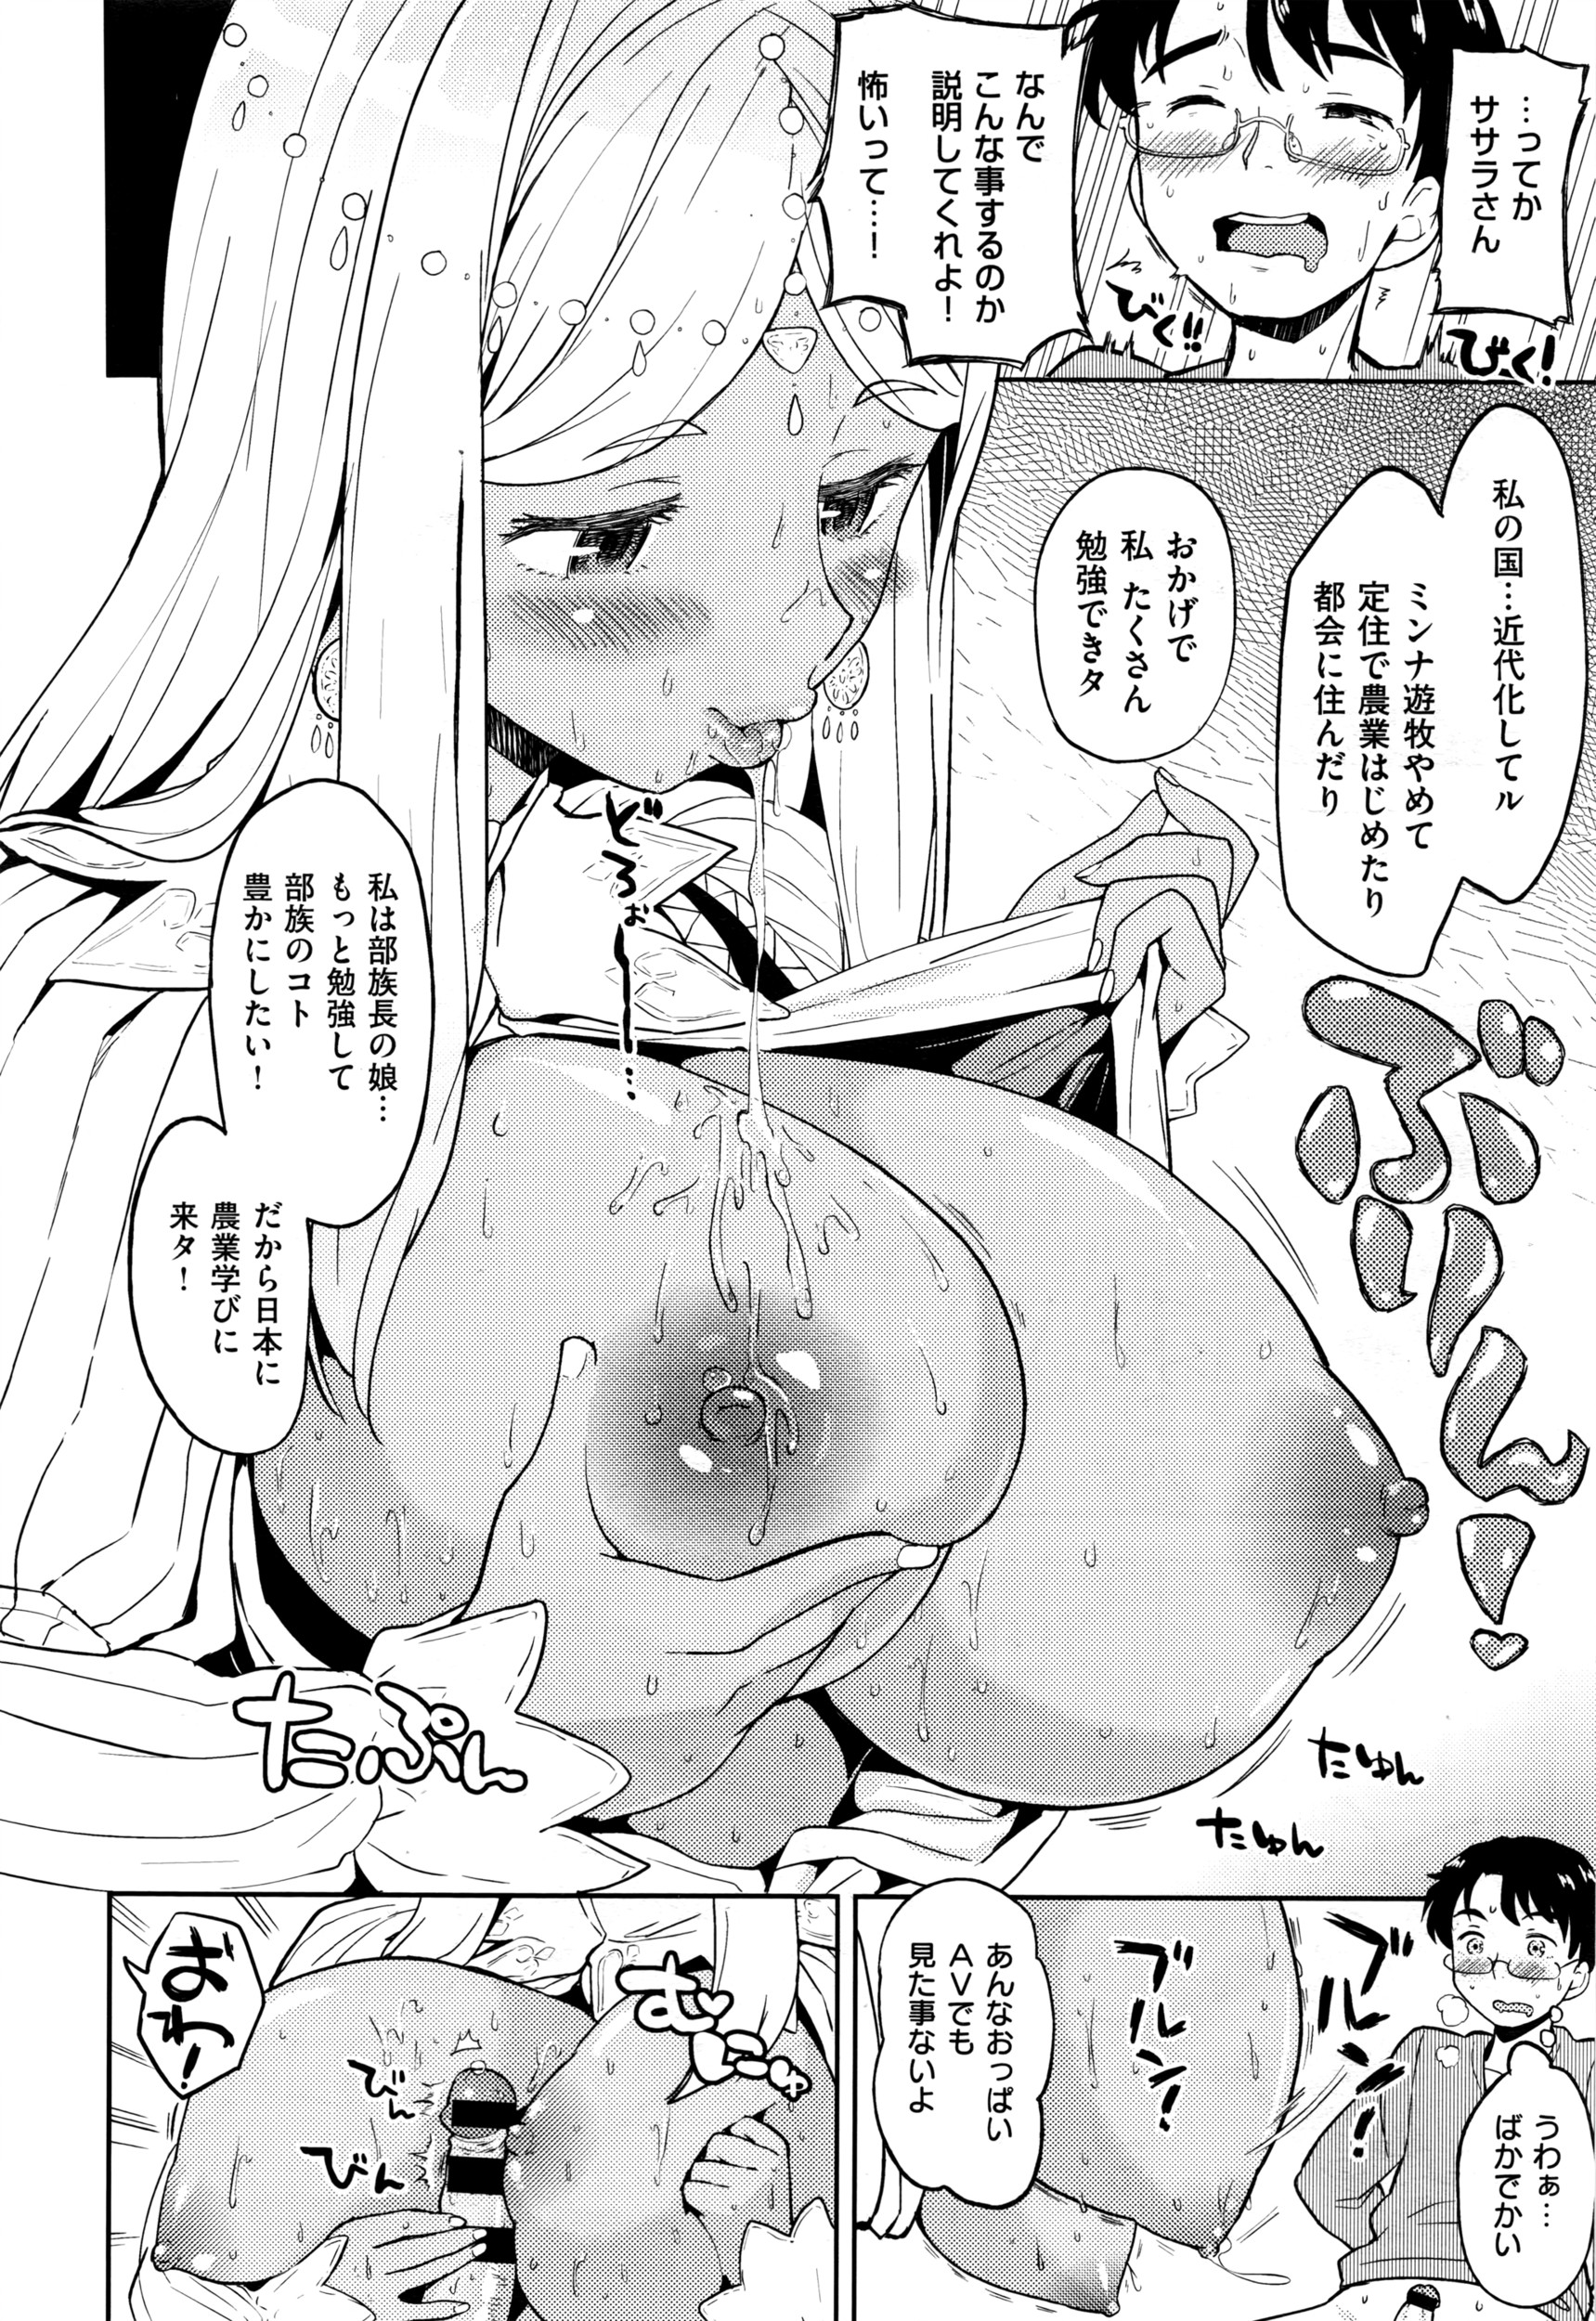 …ってか
ササラさん
なんで
こんな事するのか
説明してくれよ！
怖いって…！
びく！
びく!!
私の国…近代化してル
ミンナ遊牧やめて
定住で農業はじめたり
都会に住んだり
おかげで
私 たくさん
勉強できタ
どろぉ──…
ぶるん！♥
私は部族長の娘…
もっと勉強して
部族のコト
豊かにしたい！
だから日本に
農業学びに
来タ！
たぷん
たゆん
たゆん
うわぁ…
ばかでかい
ブルン！
ブルン！
あんなおっぱい
AVでも
見た事ないよ
むにゅ
おわ！
びん
びん